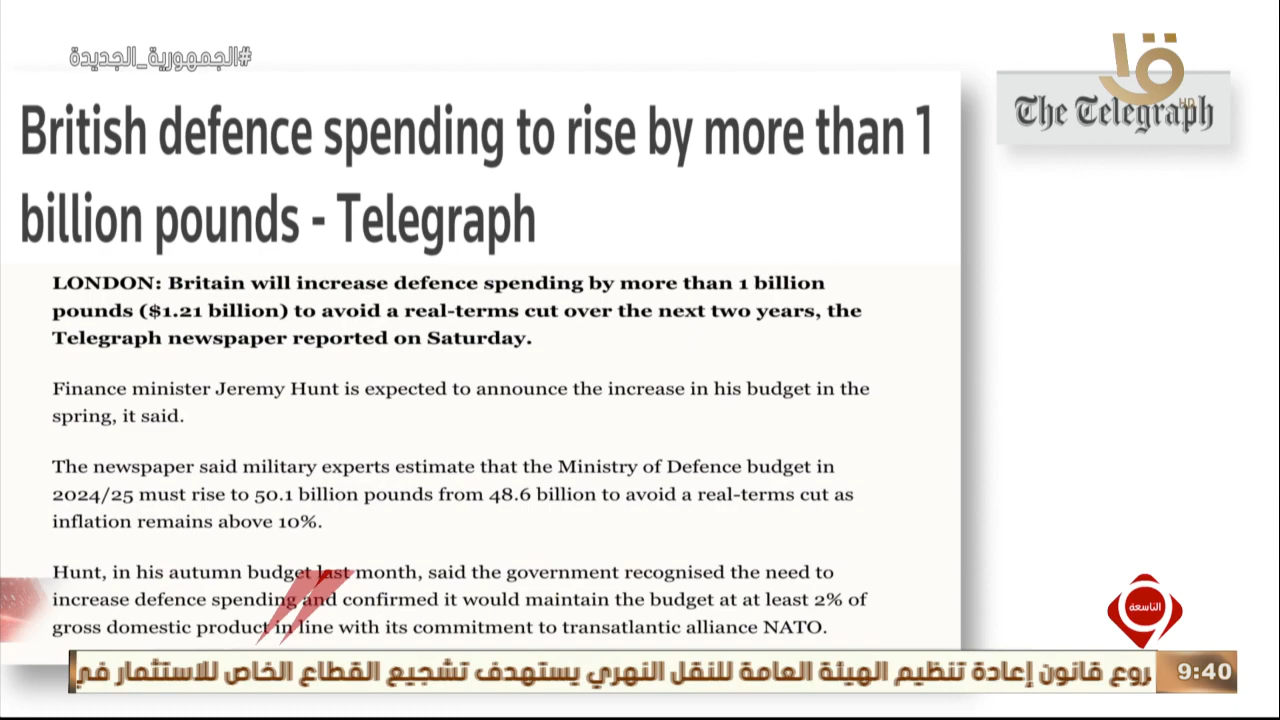 #الجمهورية_الجديدة
The Telegraph
HD
British defence spending to rise by more than 1
billion pounds - Telegraph
LONDON: Britain will increase defence spending by more than 1 billion
pounds ($1.21 billion) to avoid a real-terms cut over the next two years, the
Telegraph newspaper reported on Saturday.
Finance minister Jeremy Hunt is expected to announce the increase in his budget in the
spring, it said.
The newspaper said military experts estimate that the Ministry of Defence budget in
2024/25 must rise to 50.1 billion pounds from 48.6 billion to avoid a real-terms cut as
inflation remains above 10%.
Hunt, in his autumn budget last month, said the government recognised the need to
increase defence spending and confirmed it would maintain the budget at at least 2% of
gross domestic product in line with its commitment to transatlantic alliance NATO.
التاسعة
روع قانون إعادة تنظيم الهيئة العامة للنقل النهري يستهدف تشجيع القطاع الخاص للاستثمار في
9:40